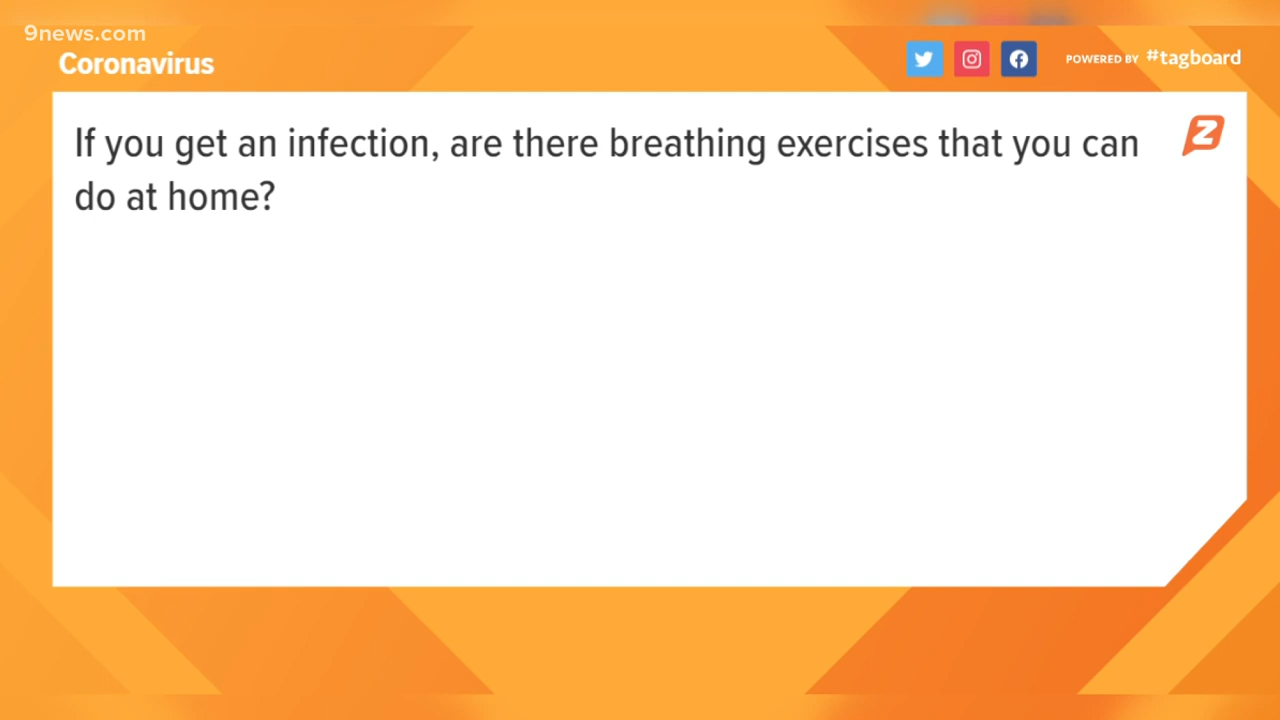 9news.com
Coronavirus
POWERED BY #tagboard
If you get an infection, are there breathing exercises that you can
do at home?